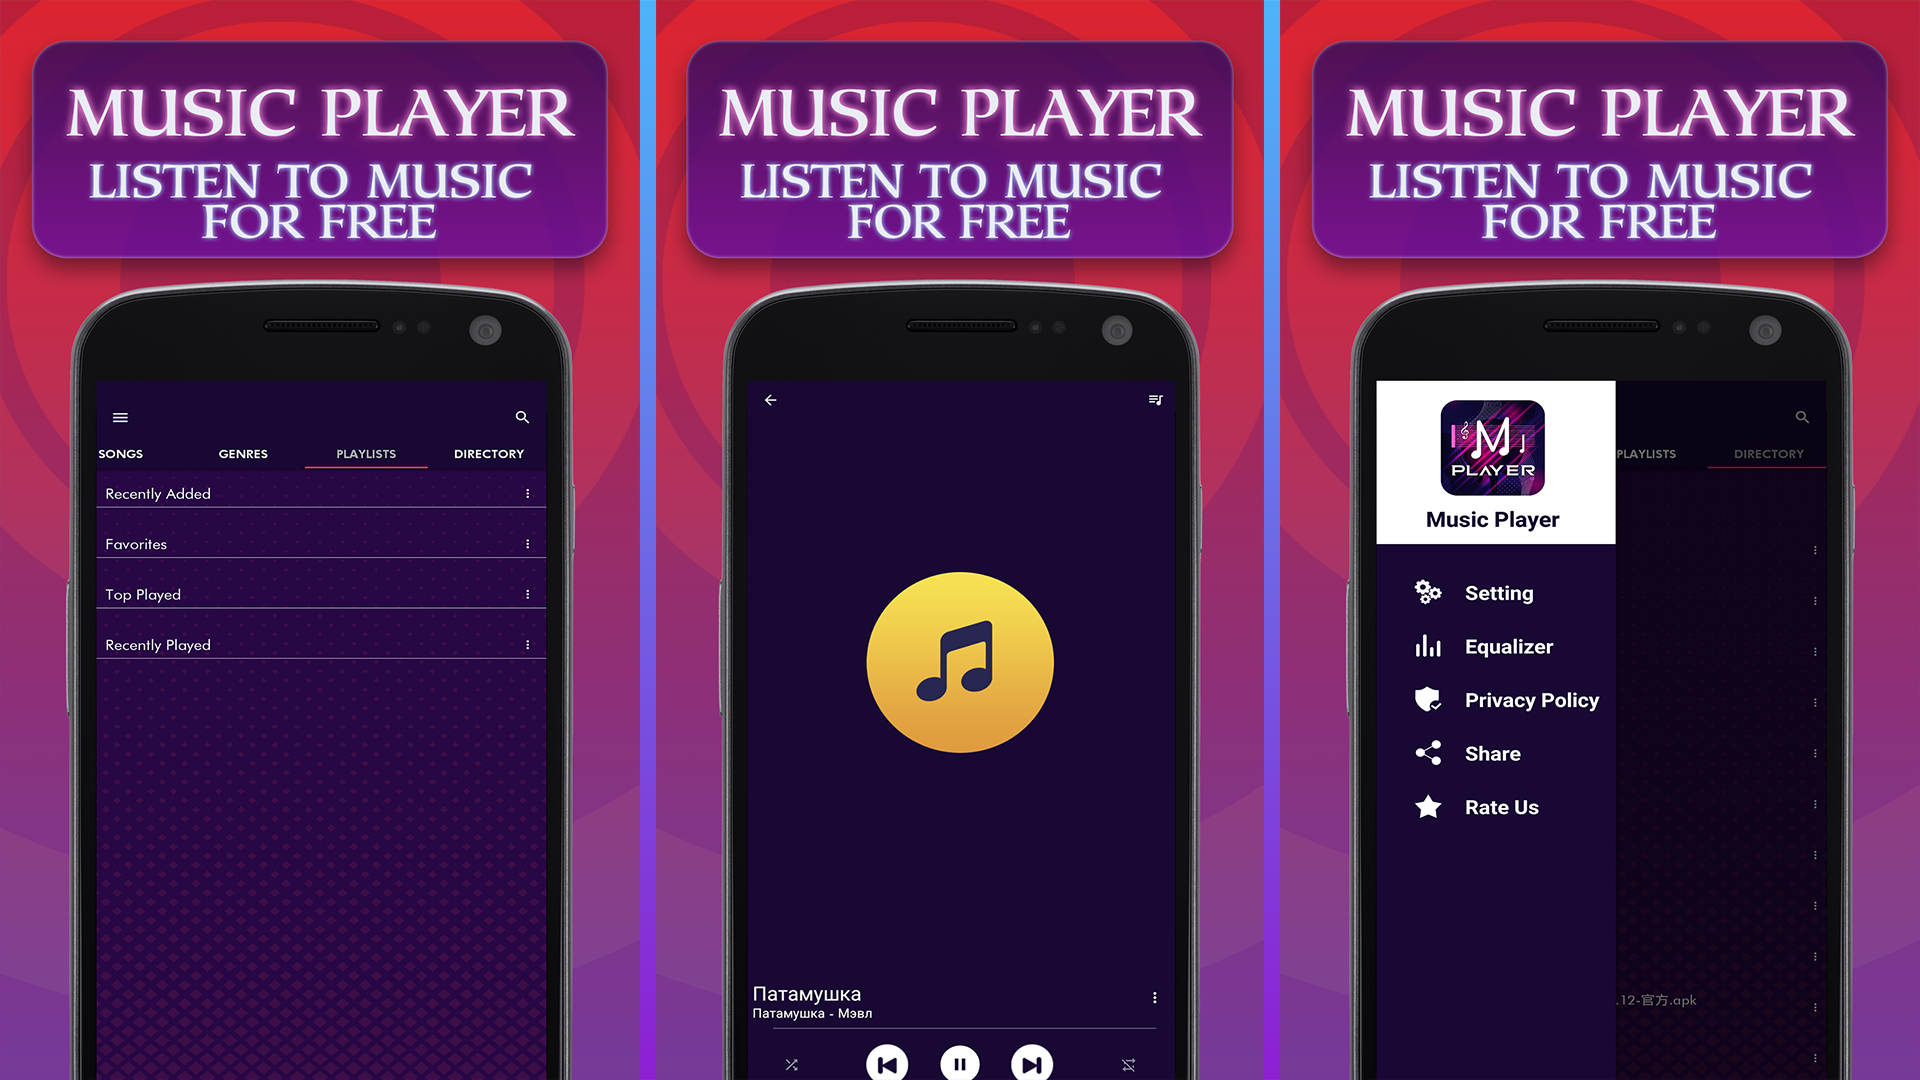 MUSIC PLAYER
LISTEN TO MUSIC
FOR FREE
SONGS GENRES PLAYLISTS DIRECTORY
Recently Added
Favorites
Top Played
Recently Played
MUSIC PLAYER
LISTEN TO MUSIC
FOR FREE
Патамушка
Патамушка - Мэвл
MUSIC PLAYER
LISTEN TO MUSIC
FOR FREE
M
PLAYER
Music Player
PLAYLISTS DIRECTORY
Setting
Equalizer
Privacy Policy
Share
Rate Us
.12-官方.apk